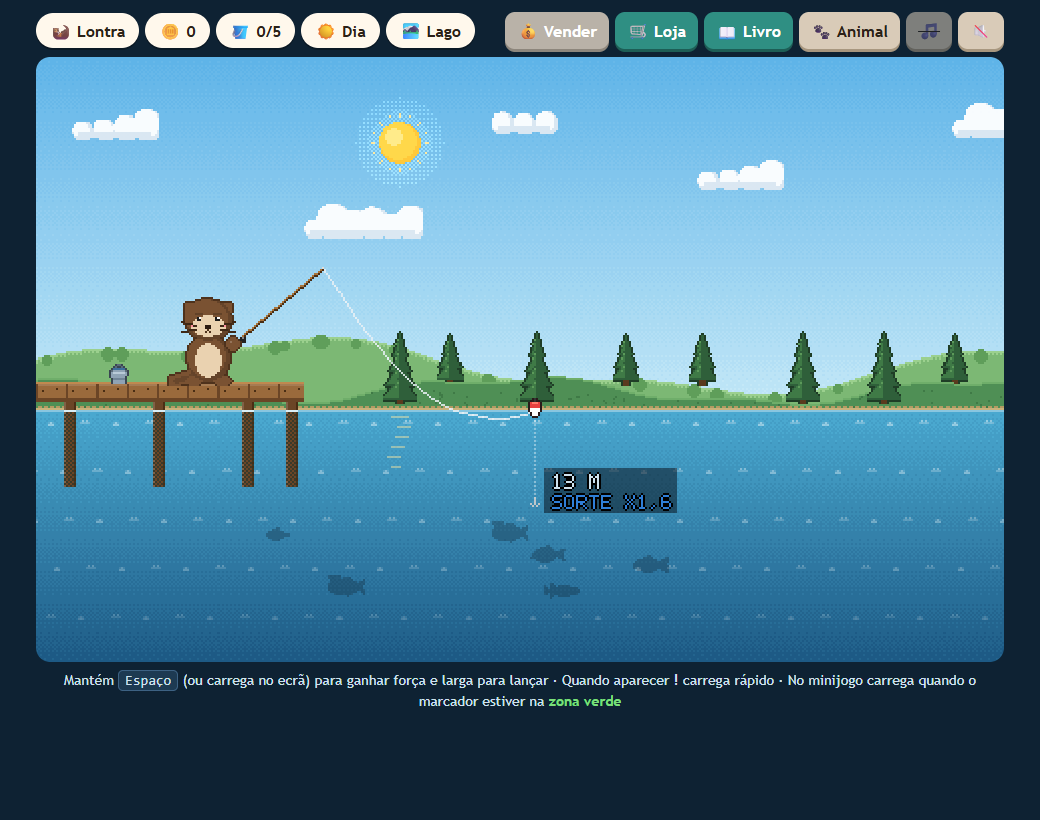 Lontra
0
0/5
Dia
Lago
Vender
Loja
Livro
Animal
13 M
SORTE X1.6
Mantém Espaço (ou carrega no ecrã) para ganhar força e larga para lançar · Quando aparecer ! carrega rápido · No minijogo carrega quando o
marcador estiver na zona verde